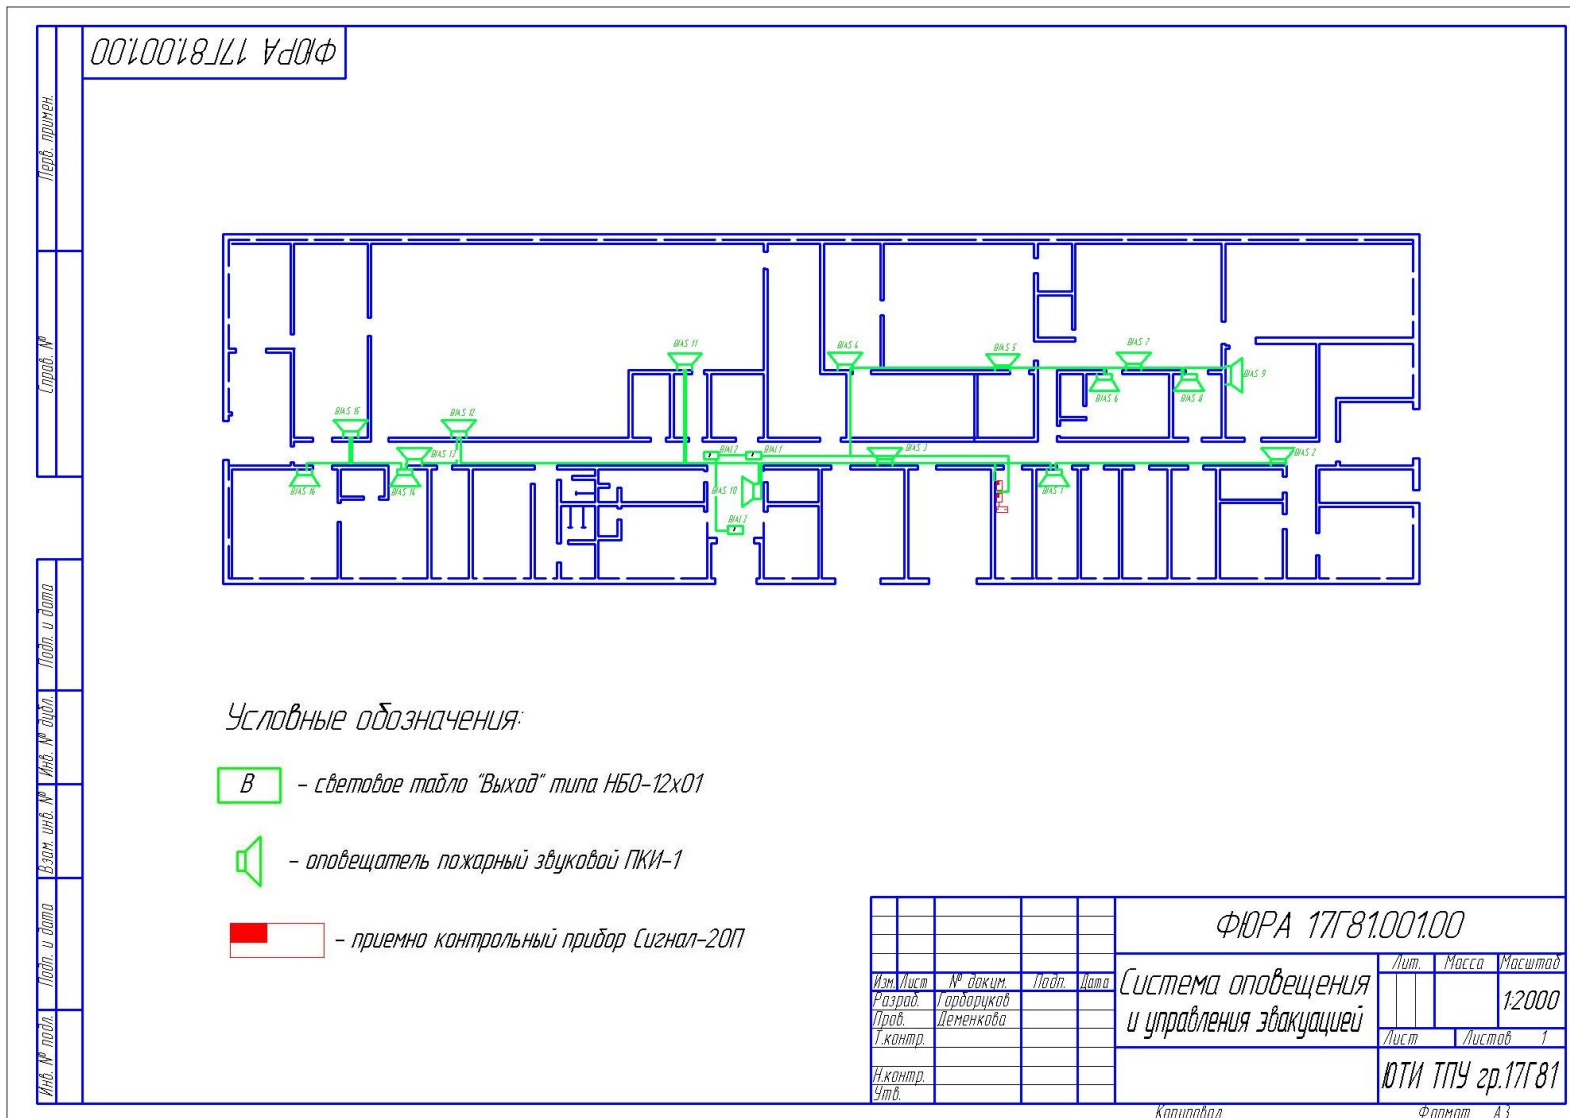 ФЮРА 17Г81.001.00
Перв. примен.
Справ. №
Подп. и дата
Инв. № дубл.
Взам. инв. №
Подп. и дата
Инв. № подл.
BIAS 11
BIAS 4
BIAS 5
BIAS 7
BIAS 9
BIAS 6
BIAS 8
BIAS 15
BIAS 12
BIAS 13
BIAL2
BIAL1
BIAS 3
BIAS 2
BIAS 16
BIAS 14
BIAS 10
BIAS 1
BIAL3
Условные обозначения:
В – световое табло "Выход" типа НБО-12х01
– оповещатель пожарный звуковой ПКИ-1
– приемно контрольный прибор Сигнал-20П
ФЮРА 17Г81.001.00
Изм. Лист № докум. Подп. Дата
Разраб. Горборуков
Пров. Деменкова
Т.контр.
Н.контр.
Утв.
Система оповещения
и управления эвакуацией
Лит. Масса Масштаб
1:2000
Лист Листов 1
ЮТИ ТПУ гр.17Г81
Копировал Формат А3